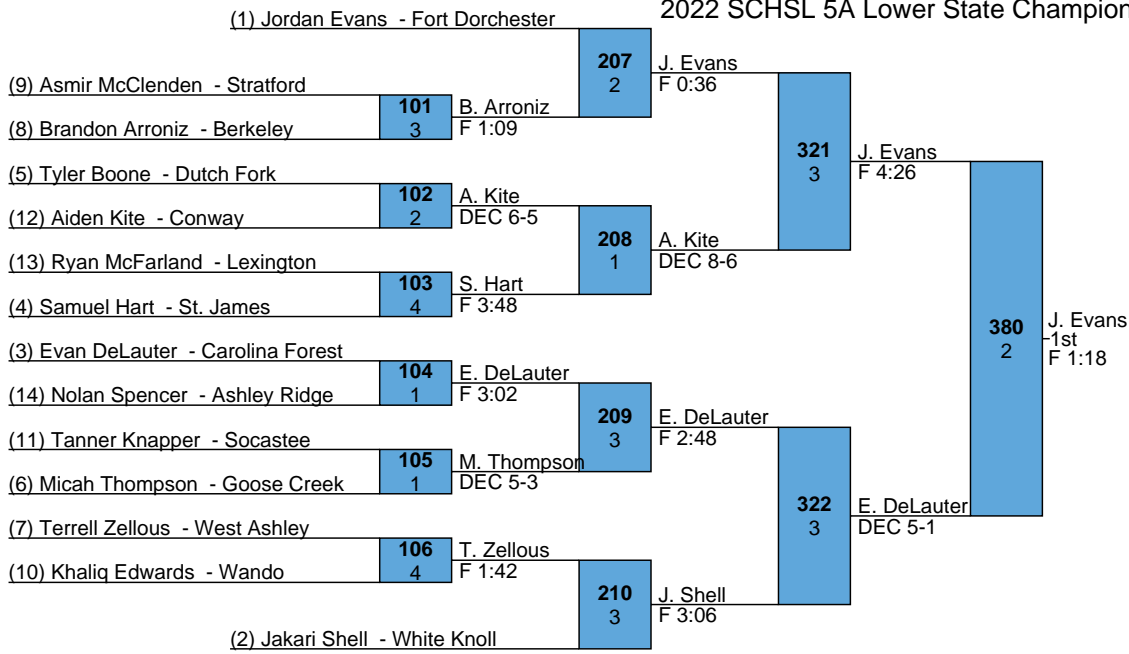 2022 SCHSL 5A Lower State Champion
(1) Jordan Evans - Fort Dorchester
207
2
J. Evans
F 0:36
(9) Asmir McClenden - Stratford
101
3
B. Arroniz
F 1:09
(8) Brandon Arroniz - Berkeley
321
3
J. Evans
F 4:26
(5) Tyler Boone - Dutch Fork
102
2
A. Kite
DEC 6-5
(12) Aiden Kite - Conway
208
1
A. Kite
DEC 8-6
(13) Ryan McFarland - Lexington
103
4
S. Hart
F 3:48
(4) Samuel Hart - St. James
380
2
J. Evans
1st
F 1:18
(3) Evan DeLauter - Carolina Forest
104
1
E. DeLauter
F 3:02
(14) Nolan Spencer - Ashley Ridge
209
3
E. DeLauter
F 2:48
(11) Tanner Knapper - Socastee
105
1
M. Thompson
DEC 5-3
(6) Micah Thompson - Goose Creek
322
3
E. DeLauter
DEC 5-1
(7) Terrell Zellous - West Ashley
106
4
T. Zellous
F 1:42
(10) Khaliq Edwards - Wando
210
3
J. Shell
F 3:06
(2) Jakari Shell - White Knoll